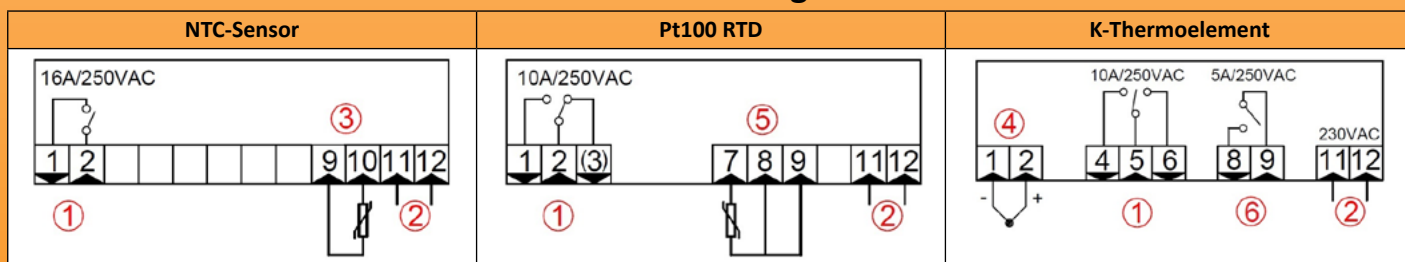 NTC-Sensor
Pt100 RTD
K-Thermoelement
16A/250VAC
③
1 2 9 10 11 12
① ②
10A/250VAC
⑤
1 2 (3) 7 8 9 11 12
① ②
10A/250VAC 5A/250VAC
④
230VAC
1 2 4 5 6 8 9 11 12
- +
① ⑥ ②